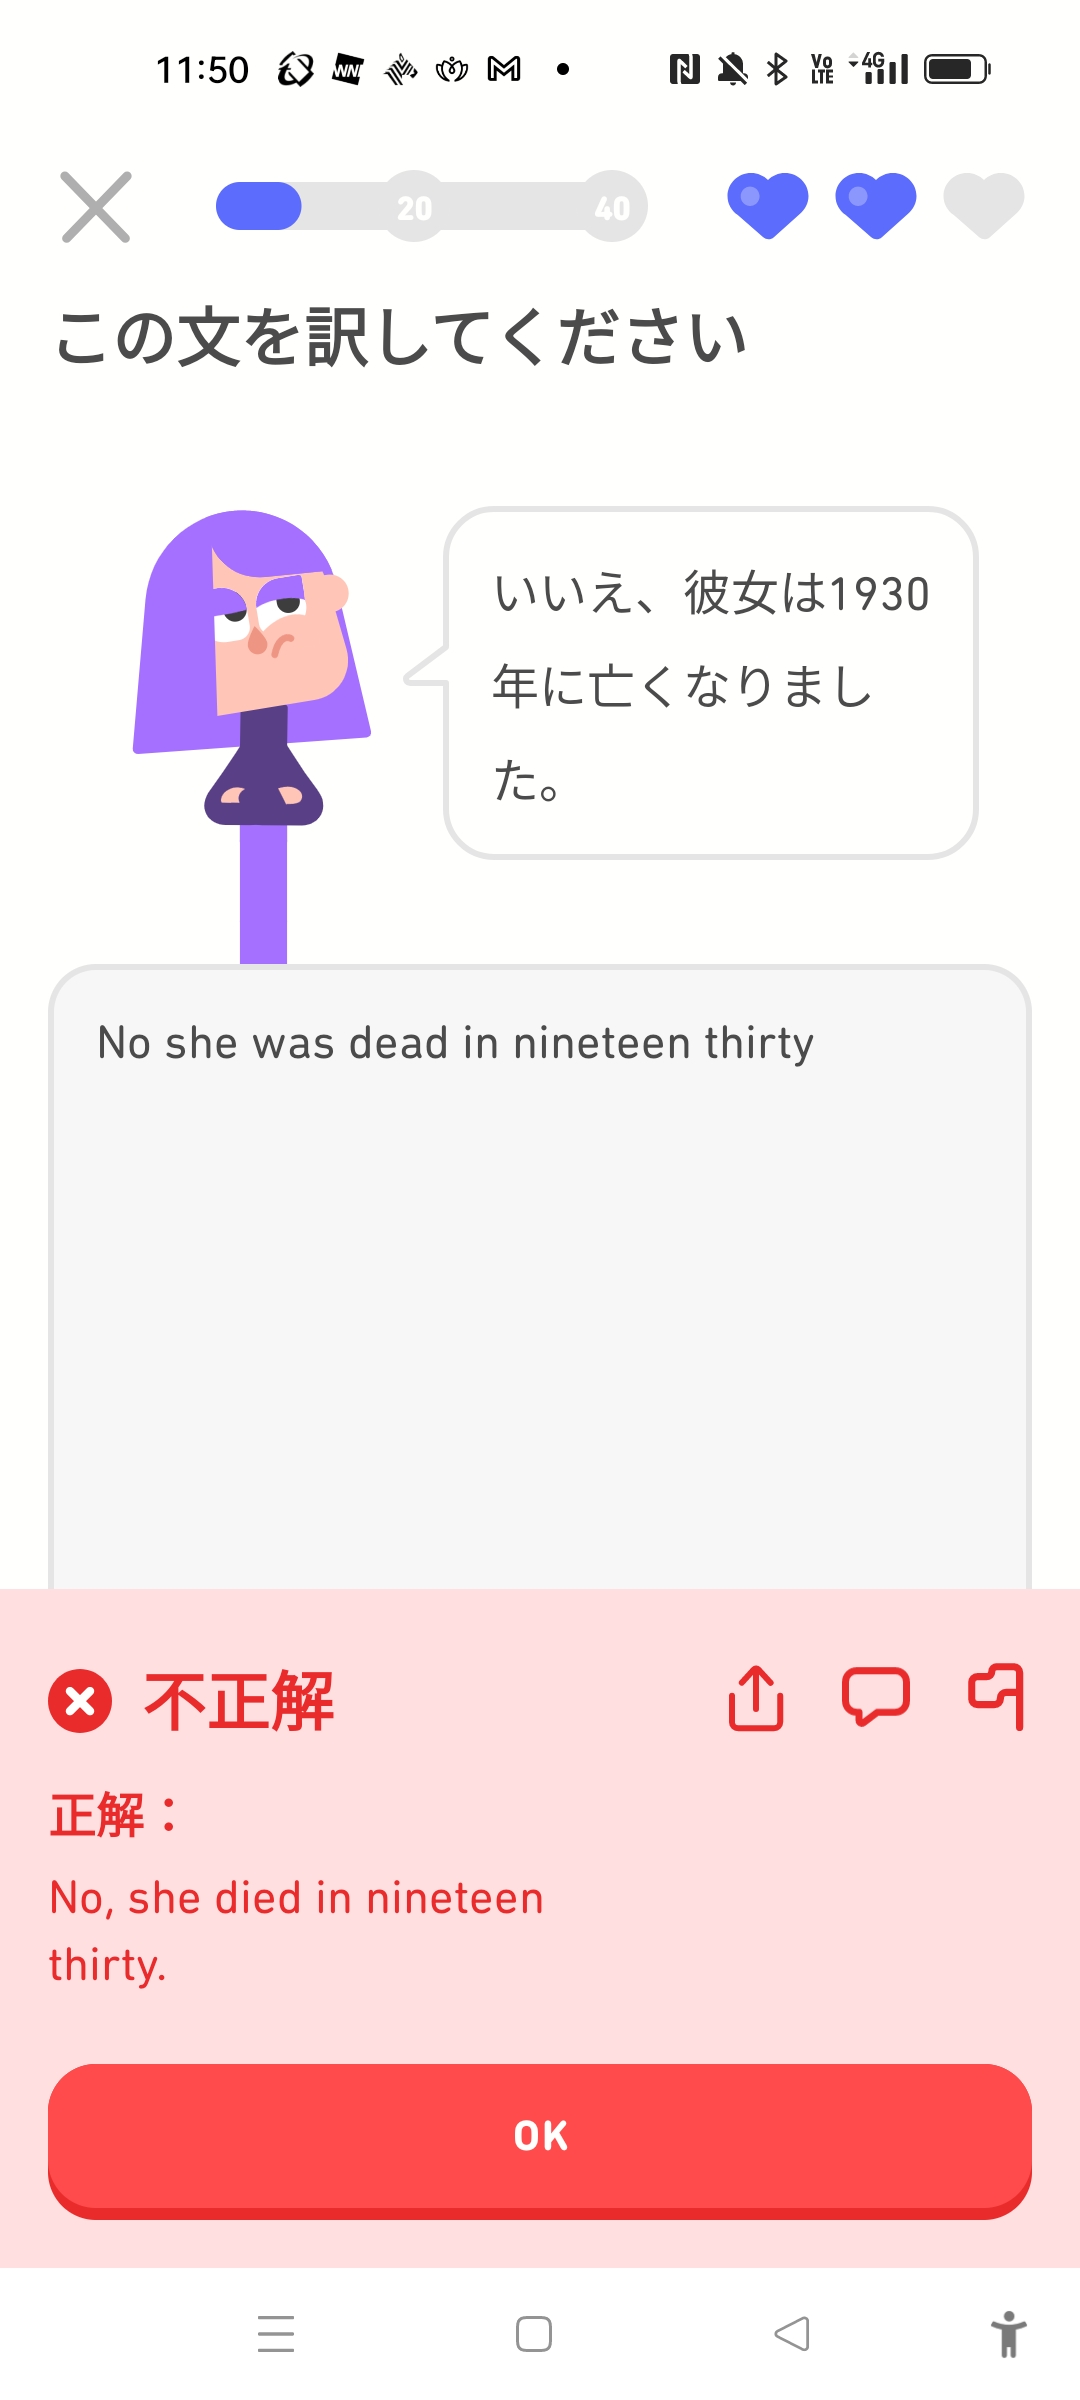 11:50
Vo LTE 4G
20 40
この文を訳してください
いいえ、彼女は1930
年に亡くなりまし
た。
No she was dead in nineteen thirty
不正解
正解：
No, she died in nineteen
thirty.
OK